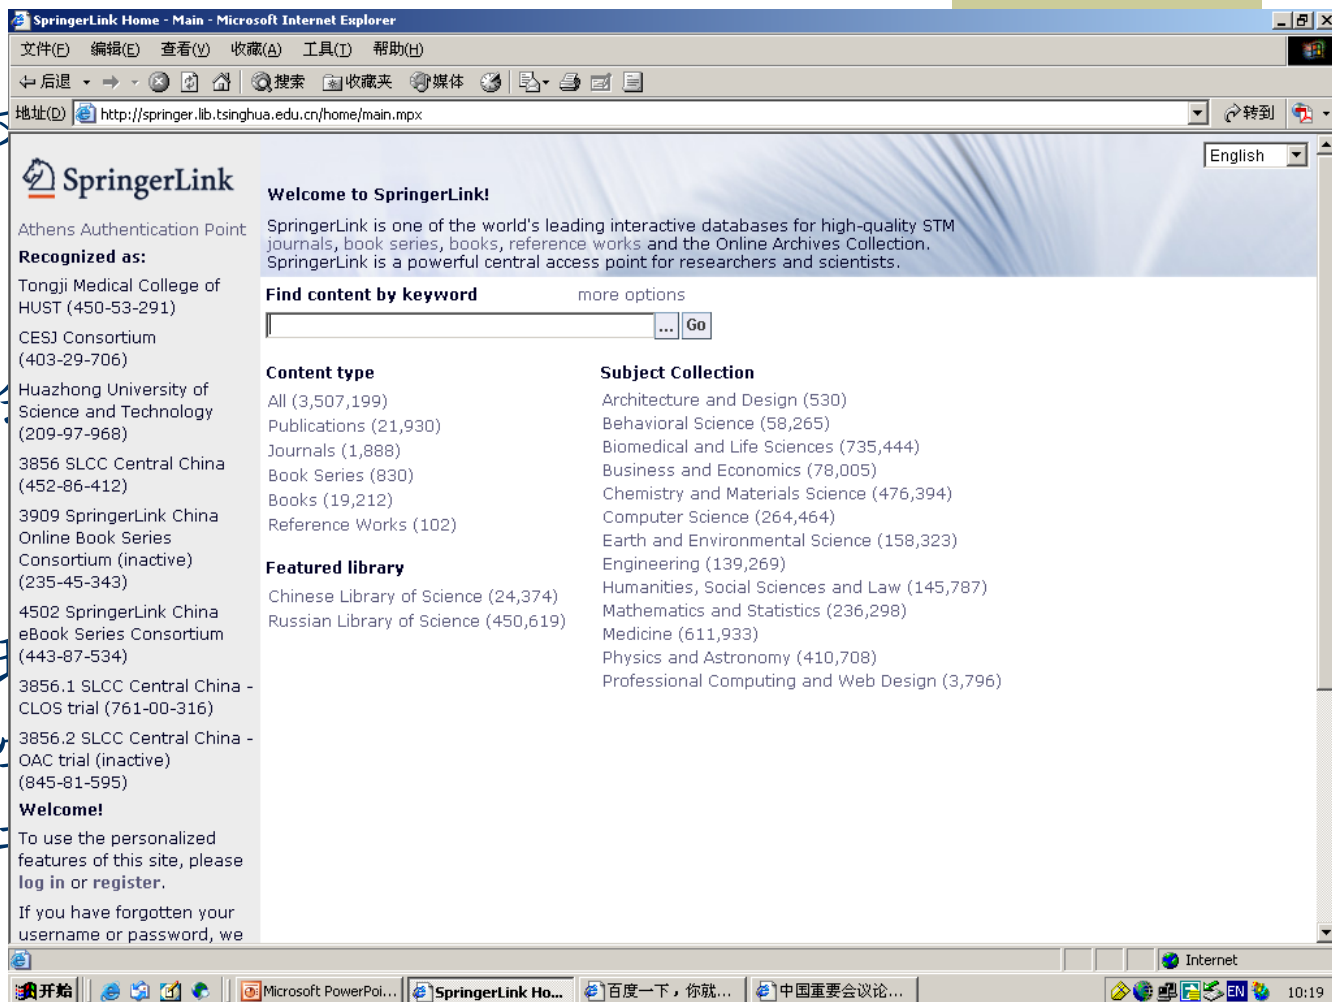 SpringerLink Home - Main - Microsoft Internet Explorer
文件(F) 编辑(E) 查看(V) 收藏(A) 工具(T) 帮助(H)
后退 搜索 收藏夹 媒体
地址(D) http://springer.lib.tsinghua.edu.cn/home/main.mpx 转到
SpringerLink
Athens Authentication Point
Recognized as:
Tongji Medical College of
HUST (450-53-291)
CESJ Consortium
(403-29-706)
Huazhong University of
Science and Technology
(209-97-968)
3856 SLCC Central China
(452-86-412)
3909 SpringerLink China
Online Book Series
Consortium (inactive)
(235-45-343)
4502 SpringerLink China
eBook Series Consortium
(443-87-534)
3856.1 SLCC Central China -
CLOS trial (761-00-316)
3856.2 SLCC Central China -
OAC trial (inactive)
(845-81-595)
Welcome!
To use the personalized
features of this site, please
log in or register.
If you have forgotten your
username or password, we
English
Welcome to SpringerLink!
SpringerLink is one of the world's leading interactive databases for high-quality STM
journals, book series, books, reference works and the Online Archives Collection.
SpringerLink is a powerful central access point for researchers and scientists.
Find content by keyword more options
... Go
Content type
All (3,507,199)
Publications (21,930)
Journals (1,888)
Book Series (830)
Books (19,212)
Reference Works (102)
Featured library
Chinese Library of Science (24,374)
Russian Library of Science (450,619)
Subject Collection
Architecture and Design (530)
Behavioral Science (58,265)
Biomedical and Life Sciences (735,444)
Business and Economics (78,005)
Chemistry and Materials Science (476,394)
Computer Science (264,464)
Earth and Environmental Science (158,323)
Engineering (139,269)
Humanities, Social Sciences and Law (145,787)
Mathematics and Statistics (236,298)
Medicine (611,933)
Physics and Astronomy (410,708)
Professional Computing and Web Design (3,796)
Internet
开始 Microsoft PowerPoi... SpringerLink Ho... 百度一下，你就... 中国重要会议论... EN 10:19